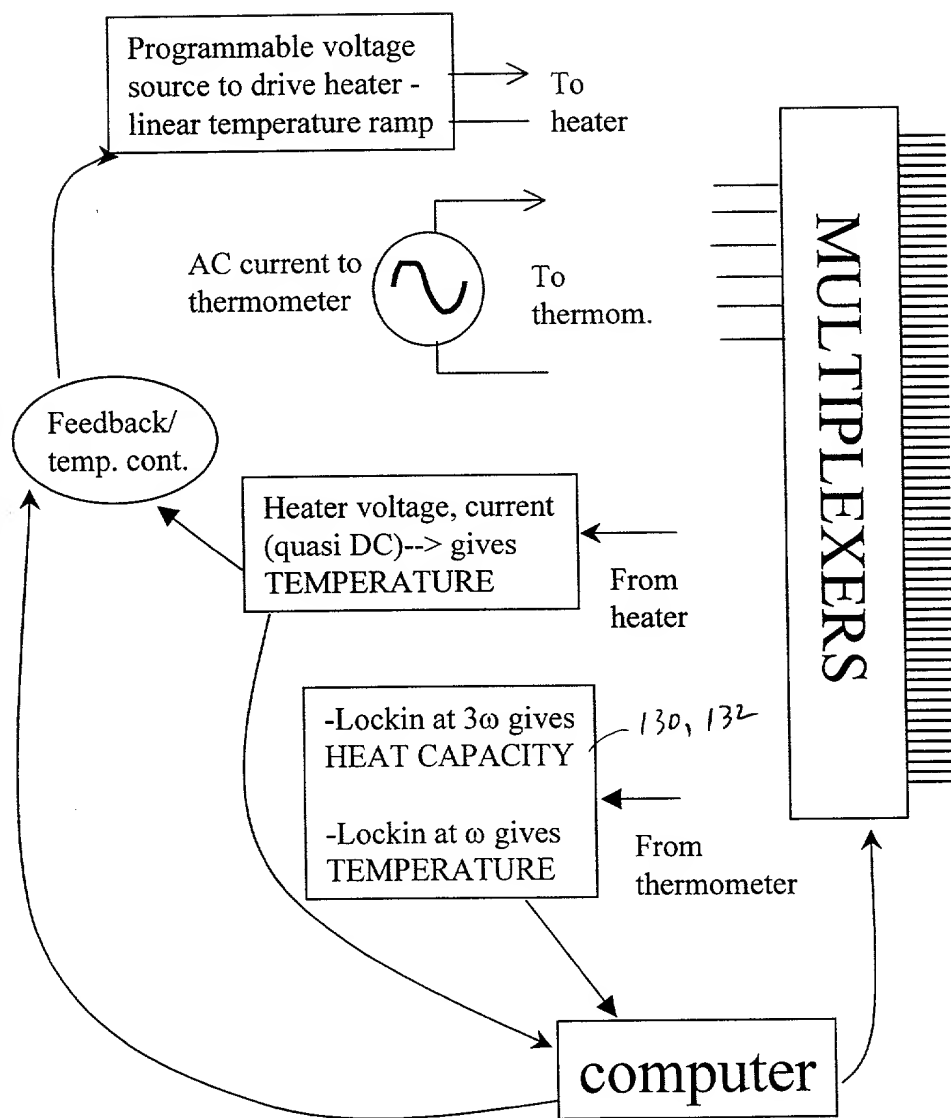 Programmable voltage
source to drive heater -
linear temperature ramp
To
heater
AC current to
thermometer
To
thermom.
MULTIPLEXERS
Feedback/
temp. cont.
Heater voltage, current
(quasi DC)--> gives
TEMPERATURE
From
heater
-Lockin at 3ω gives
HEAT CAPACITY
130, 132
-Lockin at ω gives
TEMPERATURE
From
thermometer
computer